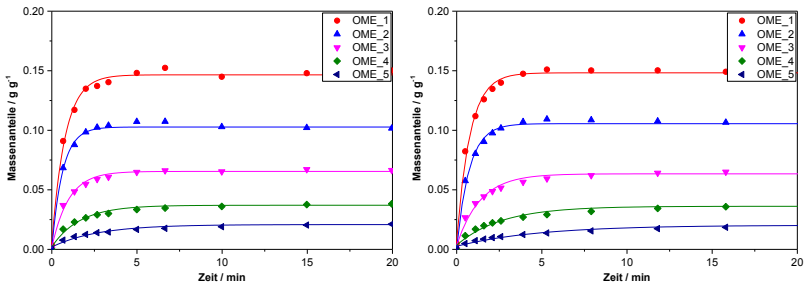 0.20
0.15
0.10
0.05
0.00
Massenanteile / g g⁻¹
0
5
10
15
20
Zeit / min
OME_1
OME_2
OME_3
OME_4
OME_5
0.20
0.15
0.10
0.05
0.00
Massenanteile / g g⁻¹
0
5
10
15
20
Zeit / min
OME_1
OME_2
OME_3
OME_4
OME_5